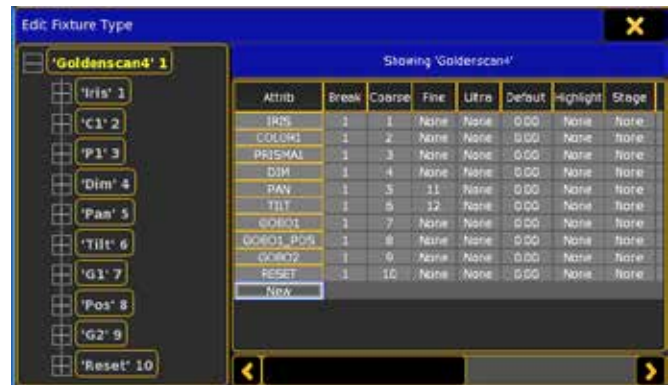 Edit Fixture Type
'Goldenscan4' 1
'Iris' 1
'C1' 2
'P1' 3
'Dim' 4
'Pan' 5
'Tilt' 6
'G1' 7
'Pos' 8
'G2' 9
'Reset' 10
Showing 'Goldenscan4'
Attrib Break Coarse Fine Ultra Default Highlight Stage
IRIS 1 1 None None 0.00 None None
COLOR1 1 2 None None 0.00 None None
PRISMA1 1 3 None None 0.00 None None
DIM 1 4 None None 0.00 None None
PAN 1 5 11 None 0.00 None None
TILT 1 6 12 None 0.00 None None
GOBO1 1 7 None None 0.00 None None
GOBO1_POS 1 8 None None 0.00 None None
GOBO2 1 9 None None 0.00 None None
RESET 1 10 None None 0.00 None None
New